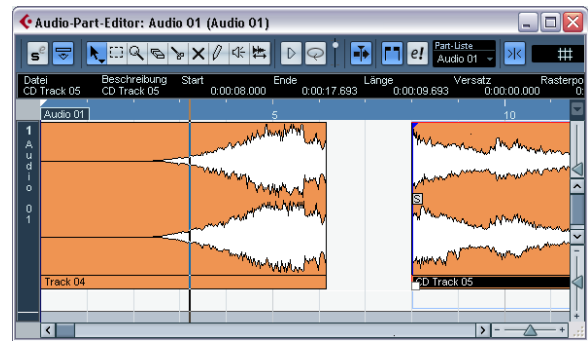 Audio-Part-Editor: Audio 01 (Audio 01)
s e e! Part-Liste
Audio 01
Datei Beschreibung Start Ende Länge Versatz Rasterpo
CD Track 05 CD Track 05 0:00:08.000 0:00:17.693 0:00:09.693 0:00:00.000 0:
Audio 01 5 10
1
Audio 01
S
Track 04 CD Track 05